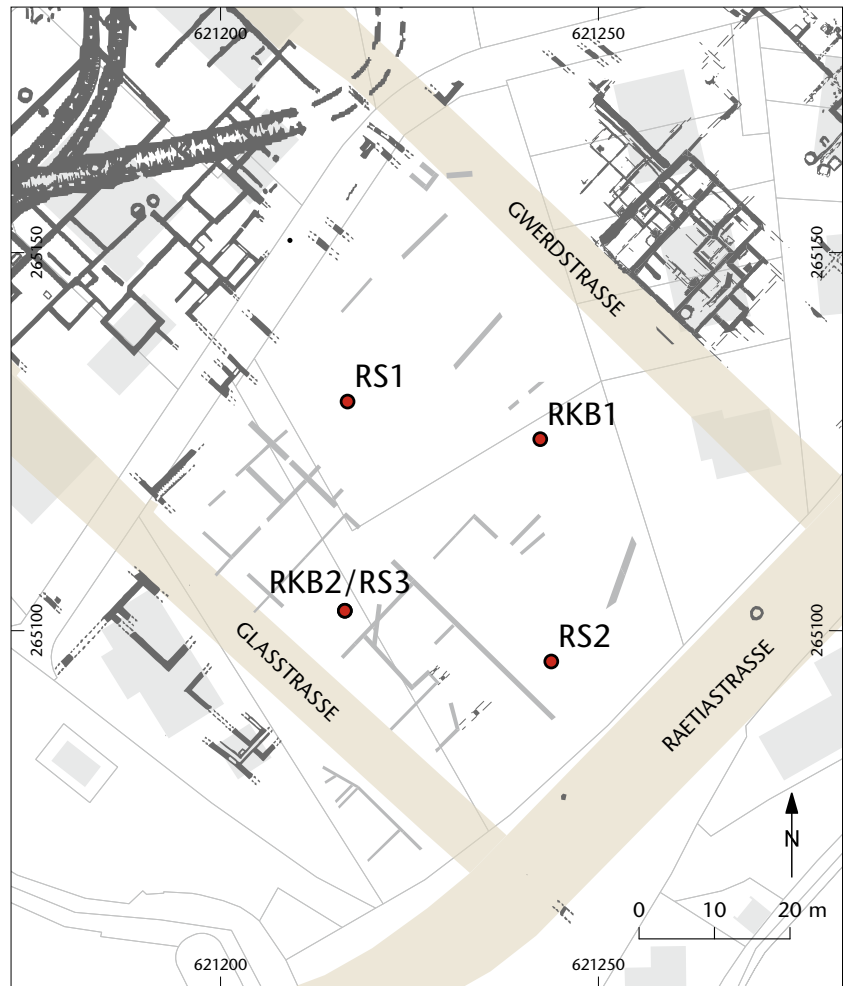 621200
621250
265150
265150
GWERDSTRASSE
RS1
RKB1
RKB2/RS3
265100
265100
GLASSTRASSE
RS2
RAETIASTRASSE
N
0 10 20 m
621200
621250